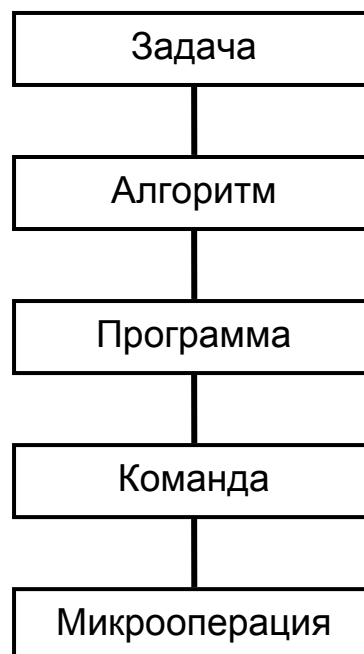 Задача
Алгоритм
Программа
Команда
Микрооперация